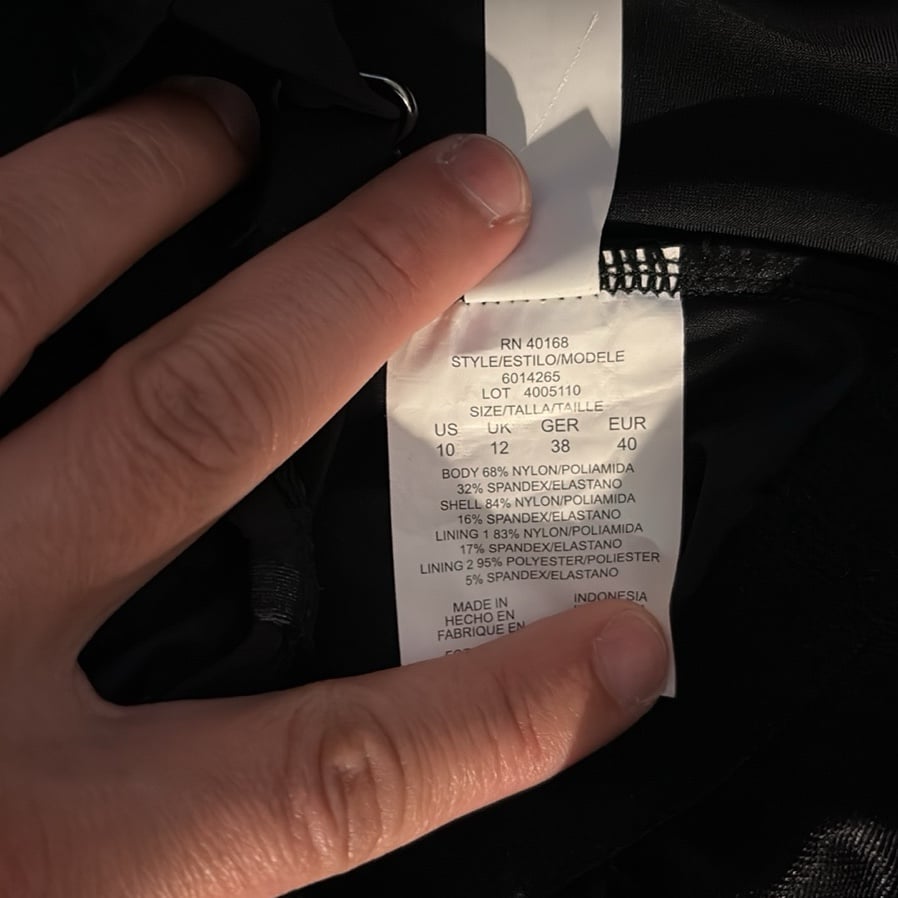 RN 40168
STYLE/ESTILO/MODELE
6014265
LOT 4005110
SIZE/TALLA/TAILLE
US UK GER EUR
10 12 38 40
BODY 68% NYLON/POLIAMIDA
32% SPANDEX/ELASTANO
SHELL 84% NYLON/POLIAMIDA
16% SPANDEX/ELASTANO
LINING 1 83% NYLON/POLIAMIDA
17% SPANDEX/ELASTANO
LINING 2 95% POLYESTER/POLIESTER
5% SPANDEX/ELASTANO
MADE IN INDONESIA
HECHO EN
FABRIQUE EN